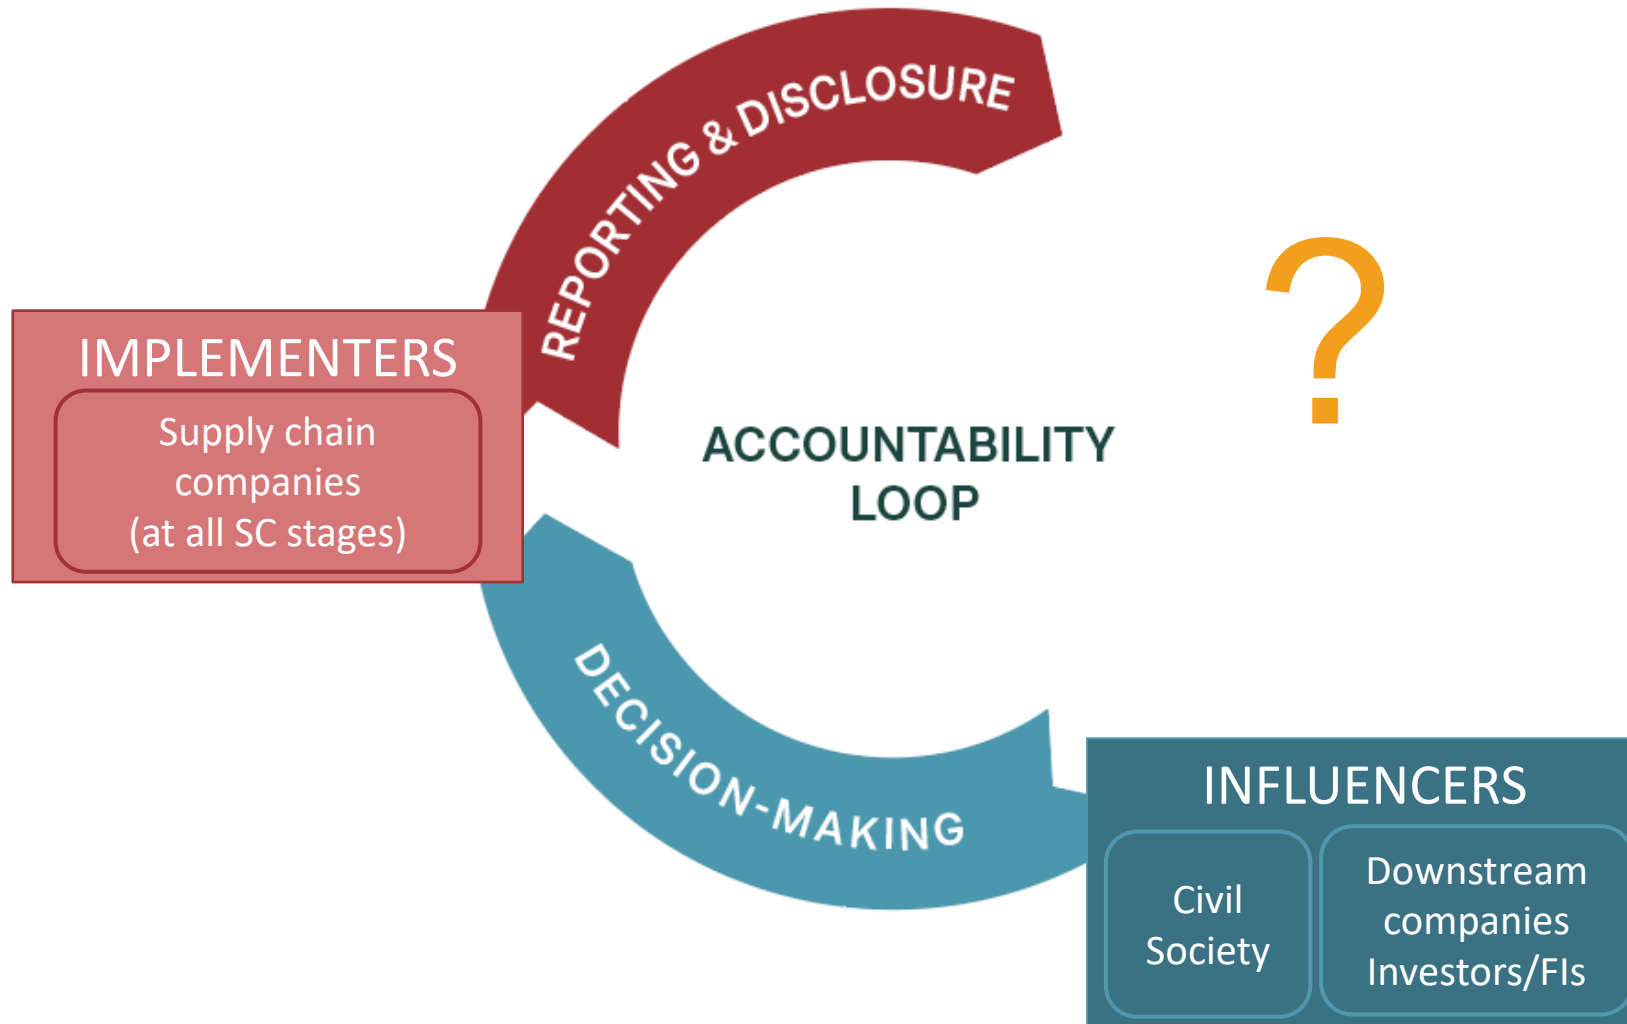 REPORTING & DISCLOSURE
?
IMPLEMENTERS
Supply chain
companies
(at all SC stages)
ACCOUNTABILITY
LOOP
DECISION-MAKING
INFLUENCERS
Civil
Society
Downstream
companies
Investors/FIs